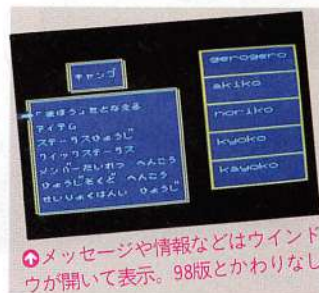 キャンプ
「まほう」をとなえる
アイテム
ステータスひょうじ
クイックステータス
メンバーたいれつ へんこう
ひょうじそくど へんこう
せいりょくはんい ひょうじ
gerogero
akiko
noriko
kyoko
kayoko
メッセージや情報などはウインド
ウが開いて表示。98版とかわりなし